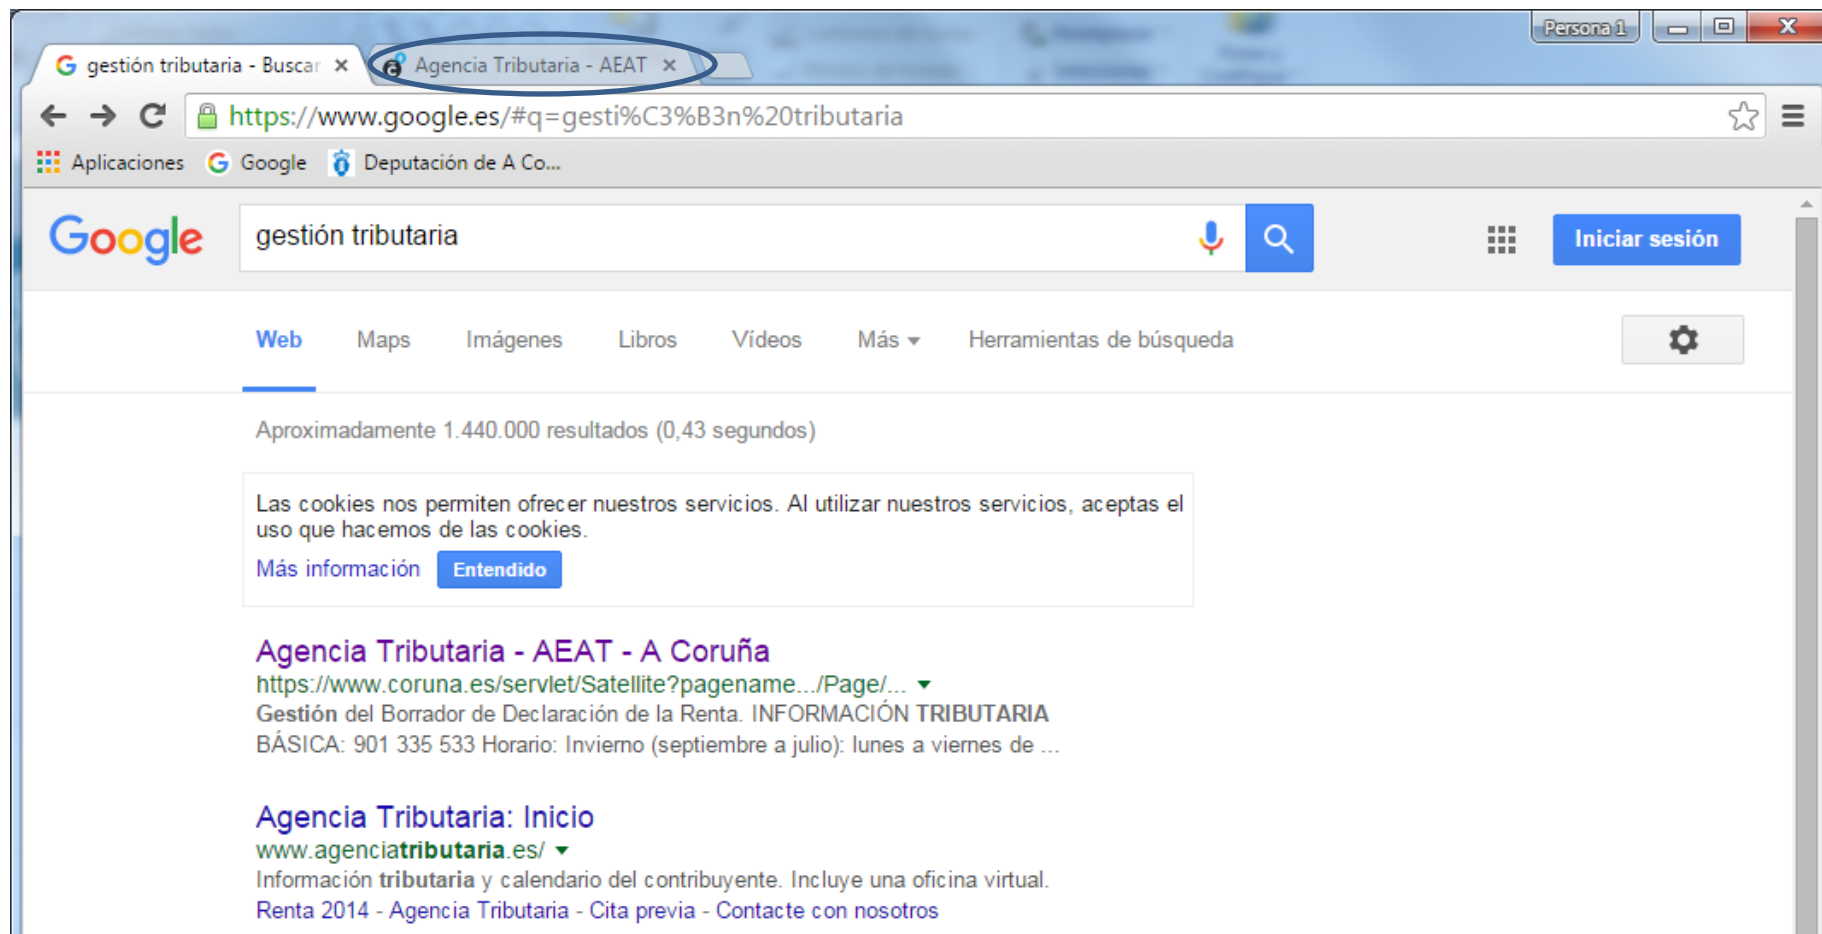 Persona 1
gestión tributaria - Buscar
Agencia Tributaria - AEAT
https://www.google.es/#q=gesti%C3%B3n%20tributaria
Aplicaciones Google Deputación de A Co...
Google gestión tributaria Iniciar sesión
Web Maps Imágenes Libros Vídeos Más Herramientas de búsqueda
Aproximadamente 1.440.000 resultados (0,43 segundos)
Las cookies nos permiten ofrecer nuestros servicios. Al utilizar nuestros servicios, aceptas el
uso que hacemos de las cookies.
Más información Entendido
Agencia Tributaria - AEAT - A Coruña
https://www.coruna.es/servlet/Satellite?pagename.../Page/...
Gestión del Borrador de Declaración de la Renta. INFORMACIÓN TRIBUTARIA
BÁSICA: 901 335 533 Horario: Invierno (septiembre a julio): lunes a viernes de ...
Agencia Tributaria: Inicio
www.agenciatributaria.es/
Información tributaria y calendario del contribuyente. Incluye una oficina virtual.
Renta 2014 - Agencia Tributaria - Cita previa - Contacte con nosotros